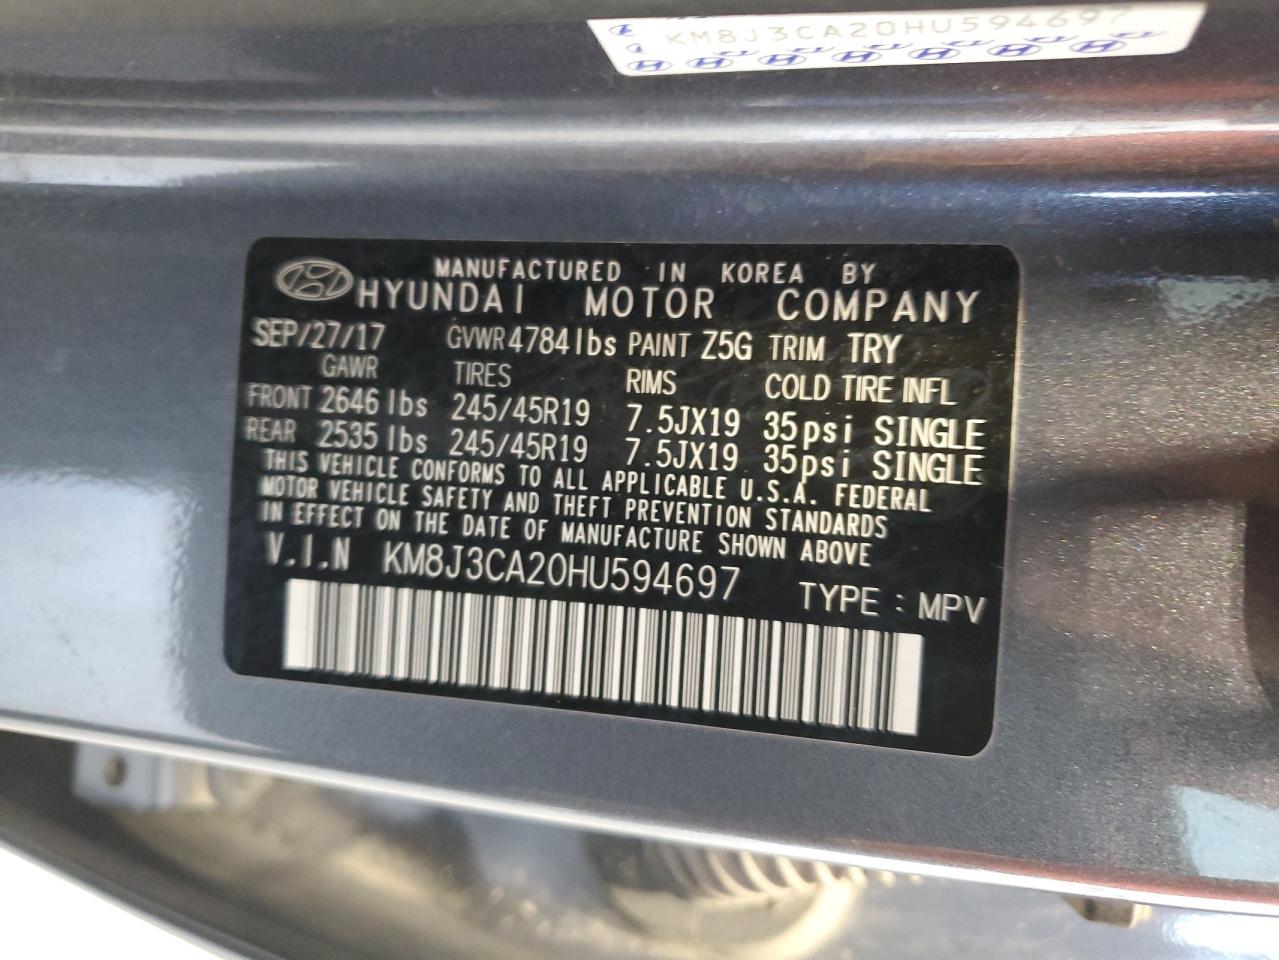 KM8J3CA20HU594697
MANUFACTURED IN KOREA BY
HYUNDAI MOTOR COMPANY
SEP/27/17 GVWR 4784lbs PAINT Z5G TRIM TRY
GAWR TIRES RIMS COLD TIRE INFL
FRONT 2646 lbs 245/45R19 7.5JX19 35psi SINGLE
REAR 2535 lbs 245/45R19 7.5JX19 35psi SINGLE
THIS VEHICLE CONFORMS TO ALL APPLICABLE U.S.A. FEDERAL
MOTOR VEHICLE SAFETY AND THEFT PREVENTION STANDARDS
IN EFFECT ON THE DATE OF MANUFACTURE SHOWN ABOVE
V.I.N KM8J3CA20HU594697 TYPE : MPV